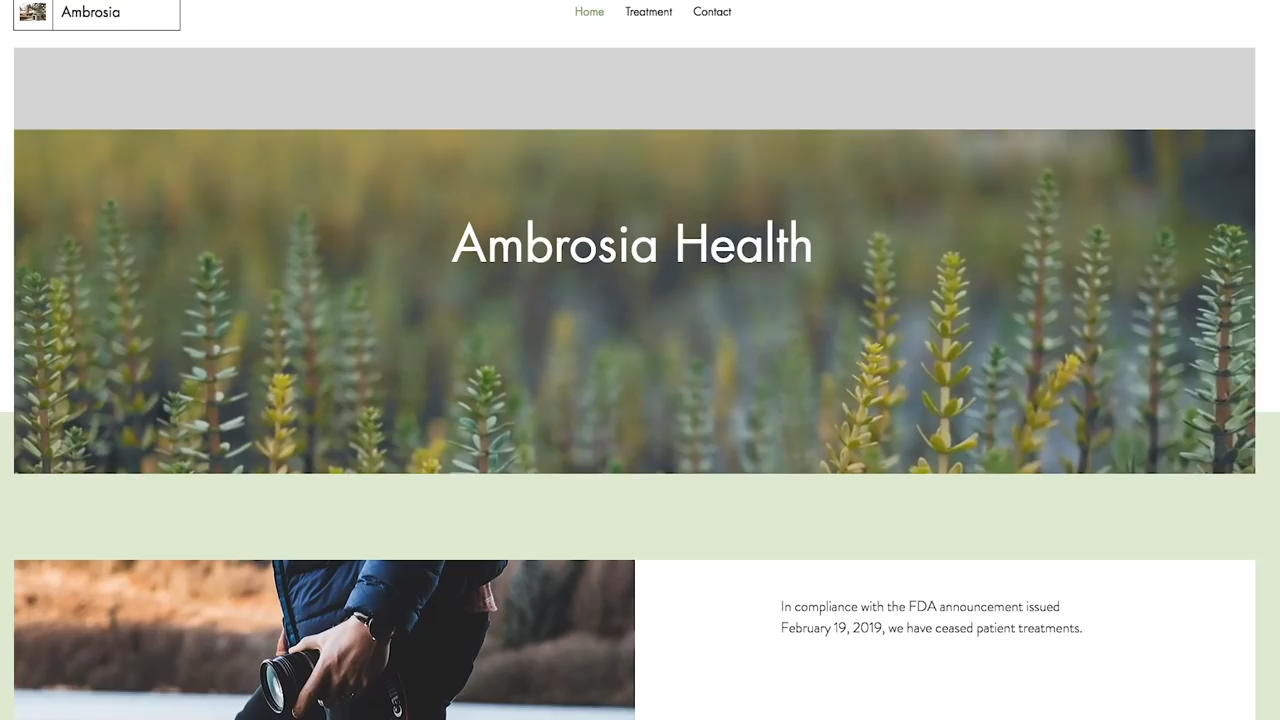 Ambrosia
Home Treatment Contact
Ambrosia Health
In compliance with the FDA announcement issued
February 19, 2019, we have ceased patient treatments.